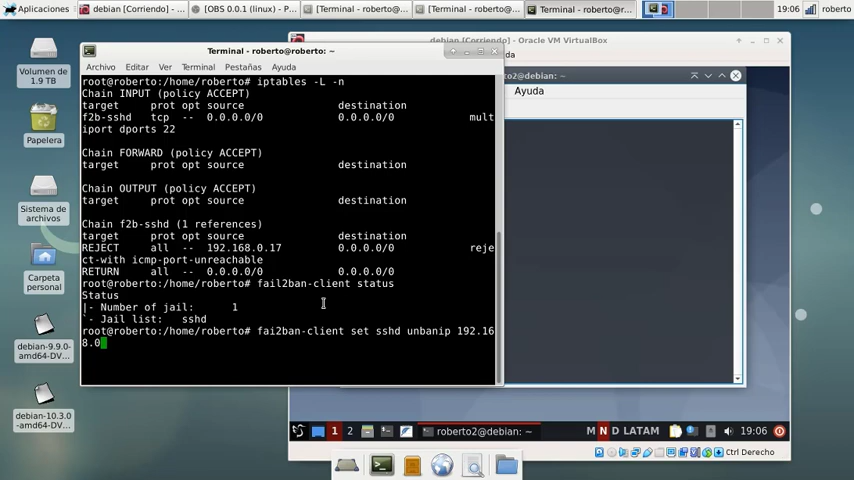 Aplicaciones
debian [Corriendo] - ...
[OBS 0.0.1 (linux) - P...
[Terminal - roberto@r...
[Terminal - roberto@r...
Terminal - roberto@r...
19:06
roberto
debian [Corriendo] - Oracle VM VirtualBox
Terminal - roberto@roberto: ~
Archivo Editar Ver Terminal Pestañas Ayuda
da
roberto2@debian: ~
Ayuda
root@roberto:/home/roberto# iptables -L -n
Chain INPUT (policy ACCEPT)
target prot opt source destination
f2b-sshd tcp -- 0.0.0.0/0 0.0.0.0/0 mult
iport dports 22
Chain FORWARD (policy ACCEPT)
target prot opt source destination
Chain OUTPUT (policy ACCEPT)
target prot opt source destination
Chain f2b-sshd (1 references)
target prot opt source destination
REJECT all -- 192.168.0.17 0.0.0.0/0 reje
ct-with icmp-port-unreachable
RETURN all -- 0.0.0.0/0 0.0.0.0/0
root@roberto:/home/roberto# fail2ban-client status
Status
|- Number of jail: 1
`- Jail list: sshd
root@roberto:/home/roberto# fai2ban-client set sshd unbanip 192.16
8.0
Volumen de
1.9 TB
Papelera
Sistema de
archivos
Carpeta
personal
debian-9.9.0-
amd64-DV...
debian-10.3.0
-amd64-DV...
1 2
roberto2@debian: ~
M N D LATAM
19:06
Ctrl Derecho